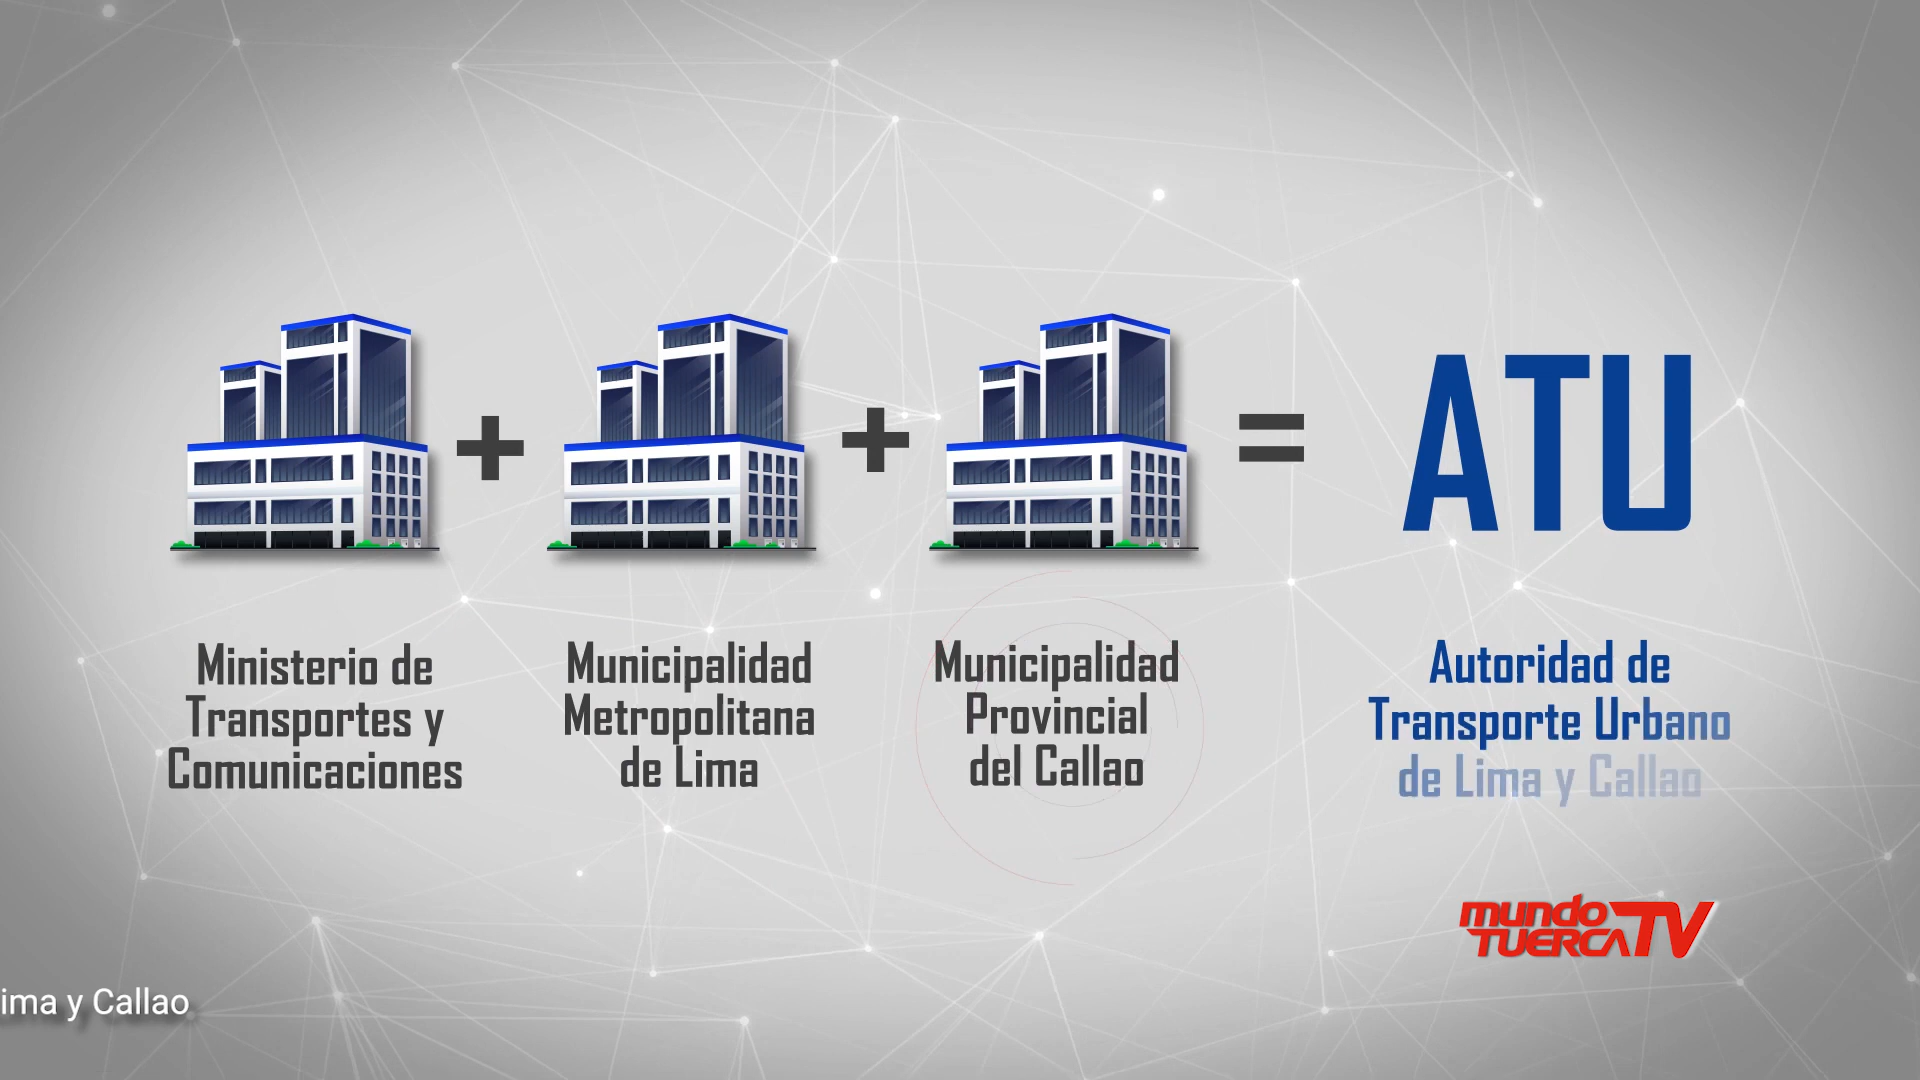 +
+
=
ATU
Ministerio de
Transportes y
Comunicaciones
Municipalidad
Metropolitana
de Lima
Municipalidad
Provincial
del Callao
Autoridad de
Transporte Urbano
de Lima y Callao
mundo
TUERCA TV
ima y Callao